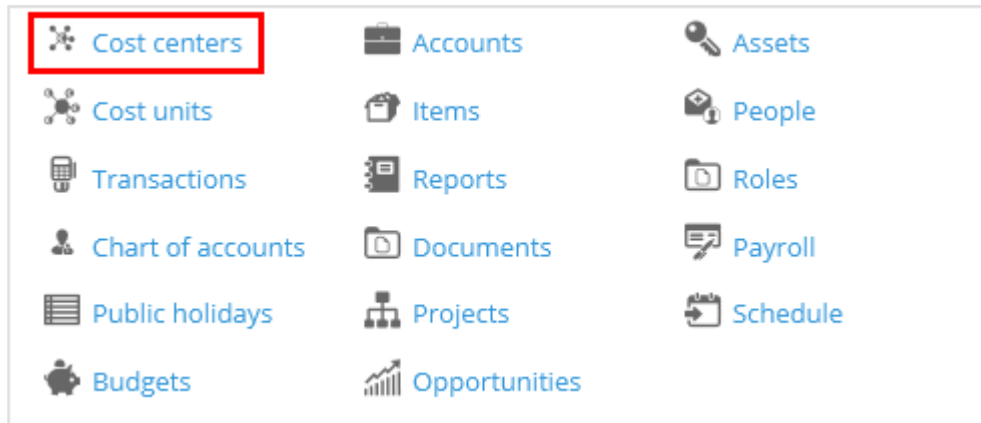 Cost centers
Accounts
Assets
Cost units
Items
People
Transactions
Reports
Roles
Chart of accounts
Documents
Payroll
Public holidays
Projects
Schedule
Budgets
Opportunities